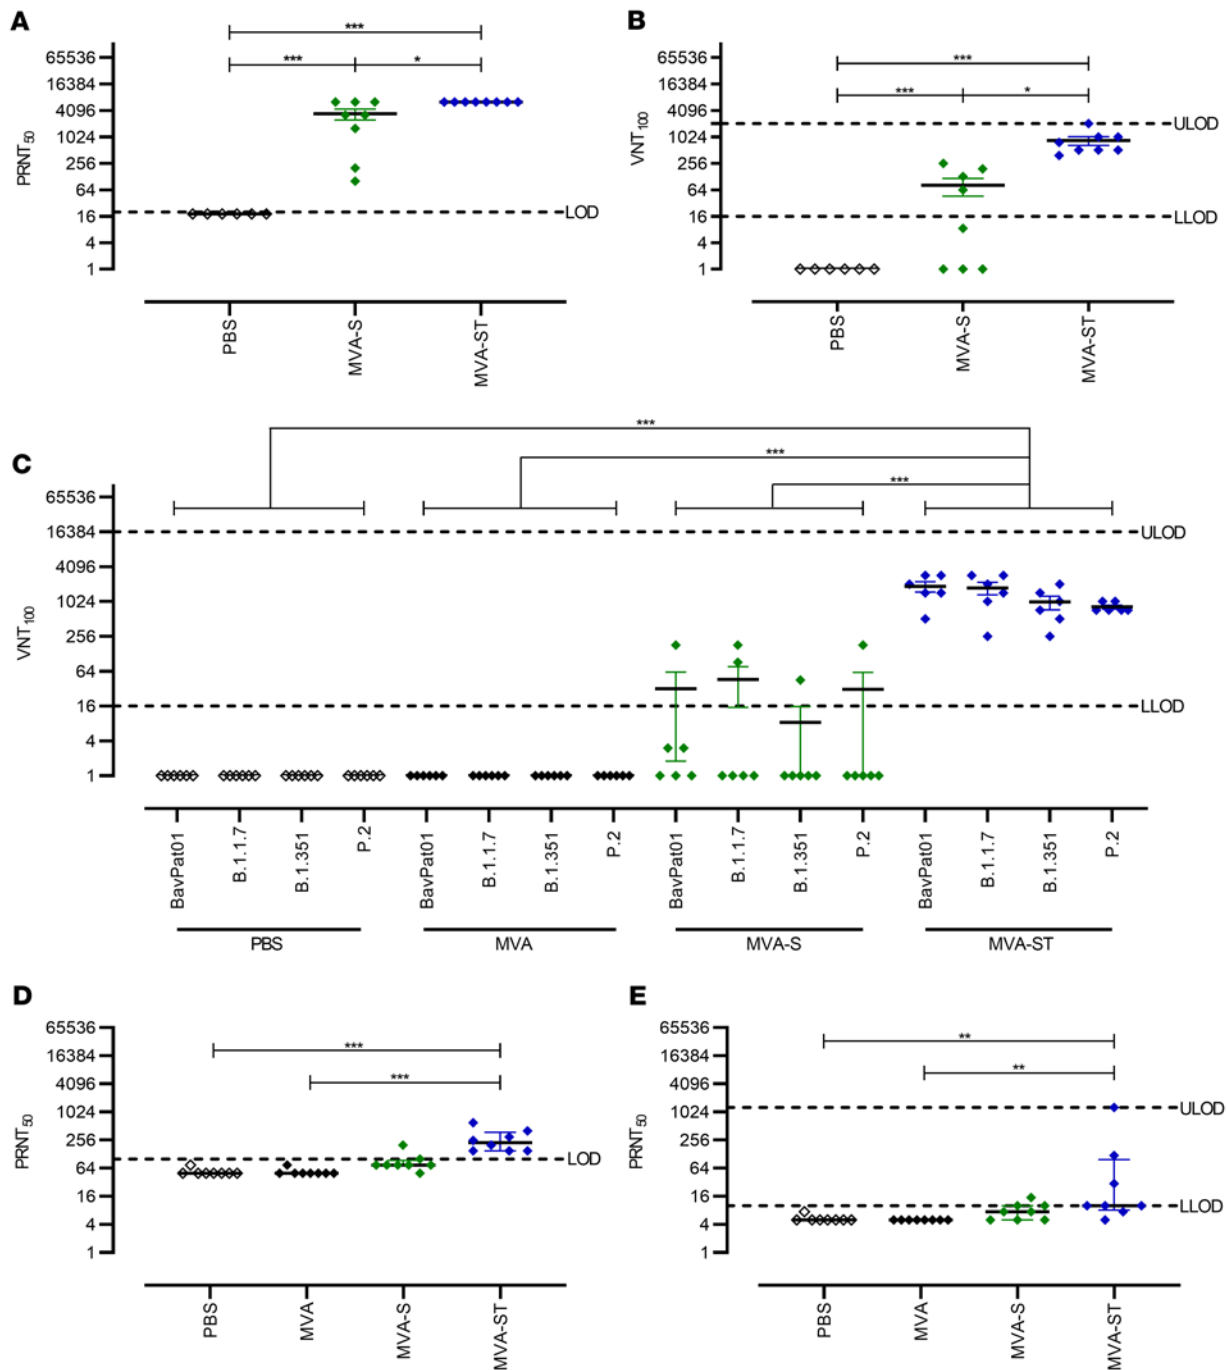 A
65536
16384
4096
1024
256
64
16
4
1
PRNT50
***
***
*
LOD
PBS
MVA-S
MVA-ST
B
65536
16384
4096
1024
256
64
16
4
1
VNT100
***
***
*
ULOD
LLOD
PBS
MVA-S
MVA-ST
C
65536
16384
4096
1024
256
64
16
4
1
VNT100
***
***
***
ULOD
LLOD
BavPat01
B.1.1.7
B.1.351
P.2
BavPat01
B.1.1.7
B.1.351
P.2
BavPat01
B.1.1.7
B.1.351
P.2
BavPat01
B.1.1.7
B.1.351
P.2
PBS
MVA
MVA-S
MVA-ST
D
65536
16384
4096
1024
256
64
16
4
1
PRNT50
***
***
LOD
PBS
MVA
MVA-S
MVA-ST
E
65536
16384
4096
1024
256
64
16
4
1
PRNT50
**
**
ULOD
LLOD
PBS
MVA
MVA-S
MVA-ST